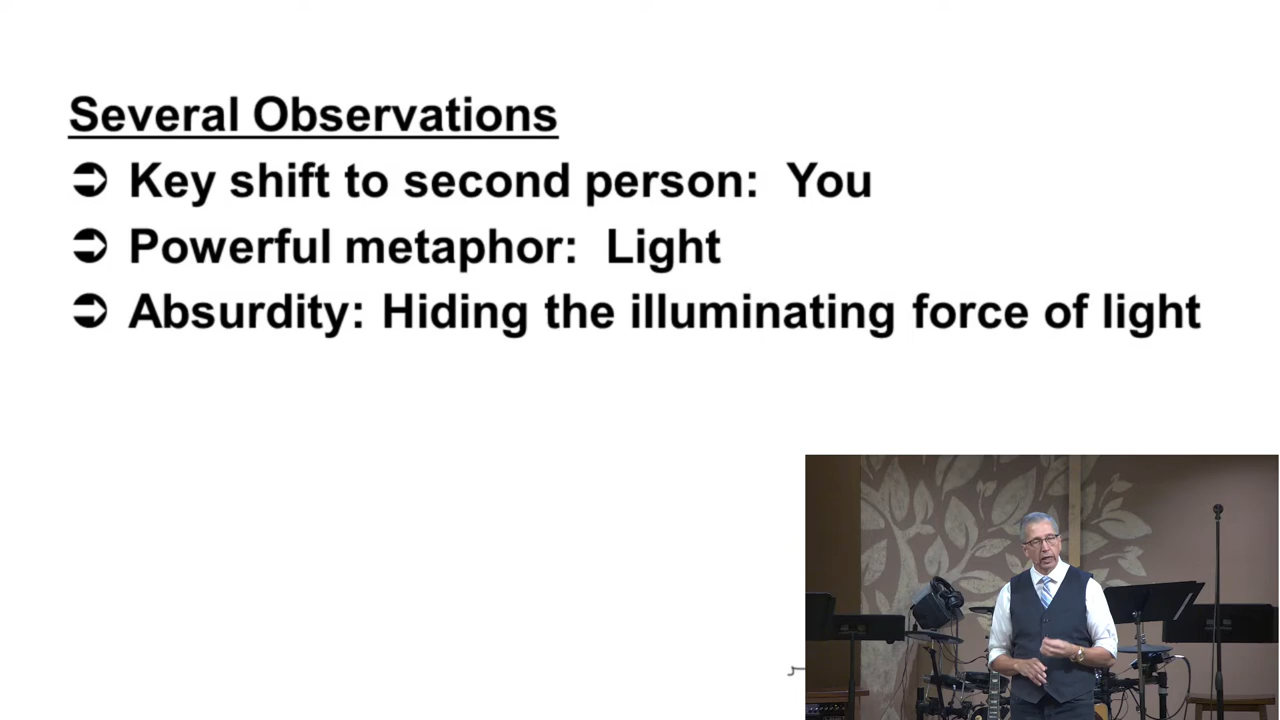 Several Observations
➲ Key shift to second person: You
➲ Powerful metaphor: Light
➲ Absurdity: Hiding the illuminating force of light